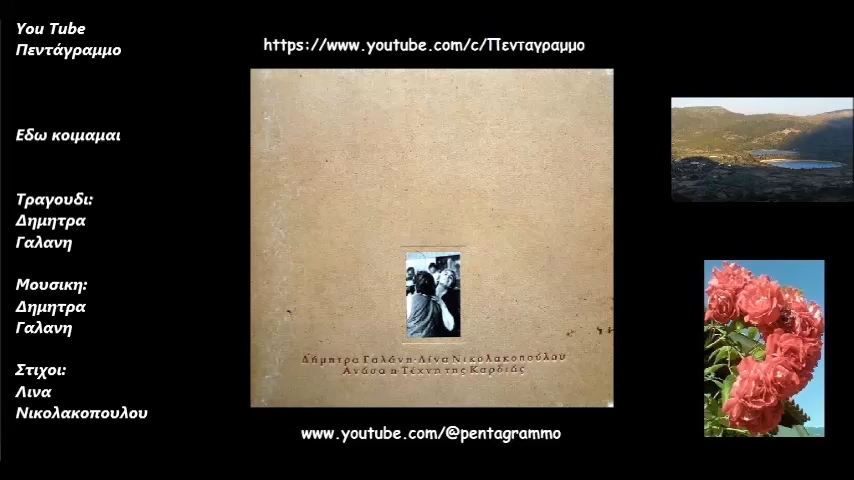 You Tube
Πεντάγραμμο
Εδω κοιμαμαι
Τραγουδι:
Δημητρα
Γαλανη
Μουσικη:
Δημητρα
Γαλανη
Στιχοι:
Λινα
Νικολακοπουλου
https://www.youtube.com/c/Πενταγραμμο
Δήμητρα Γαλάνη·Λίνα Νικολακοπούλου
Ανάσα η Τέχνη της Καρδιάς
www.youtube.com/@pentagrammo